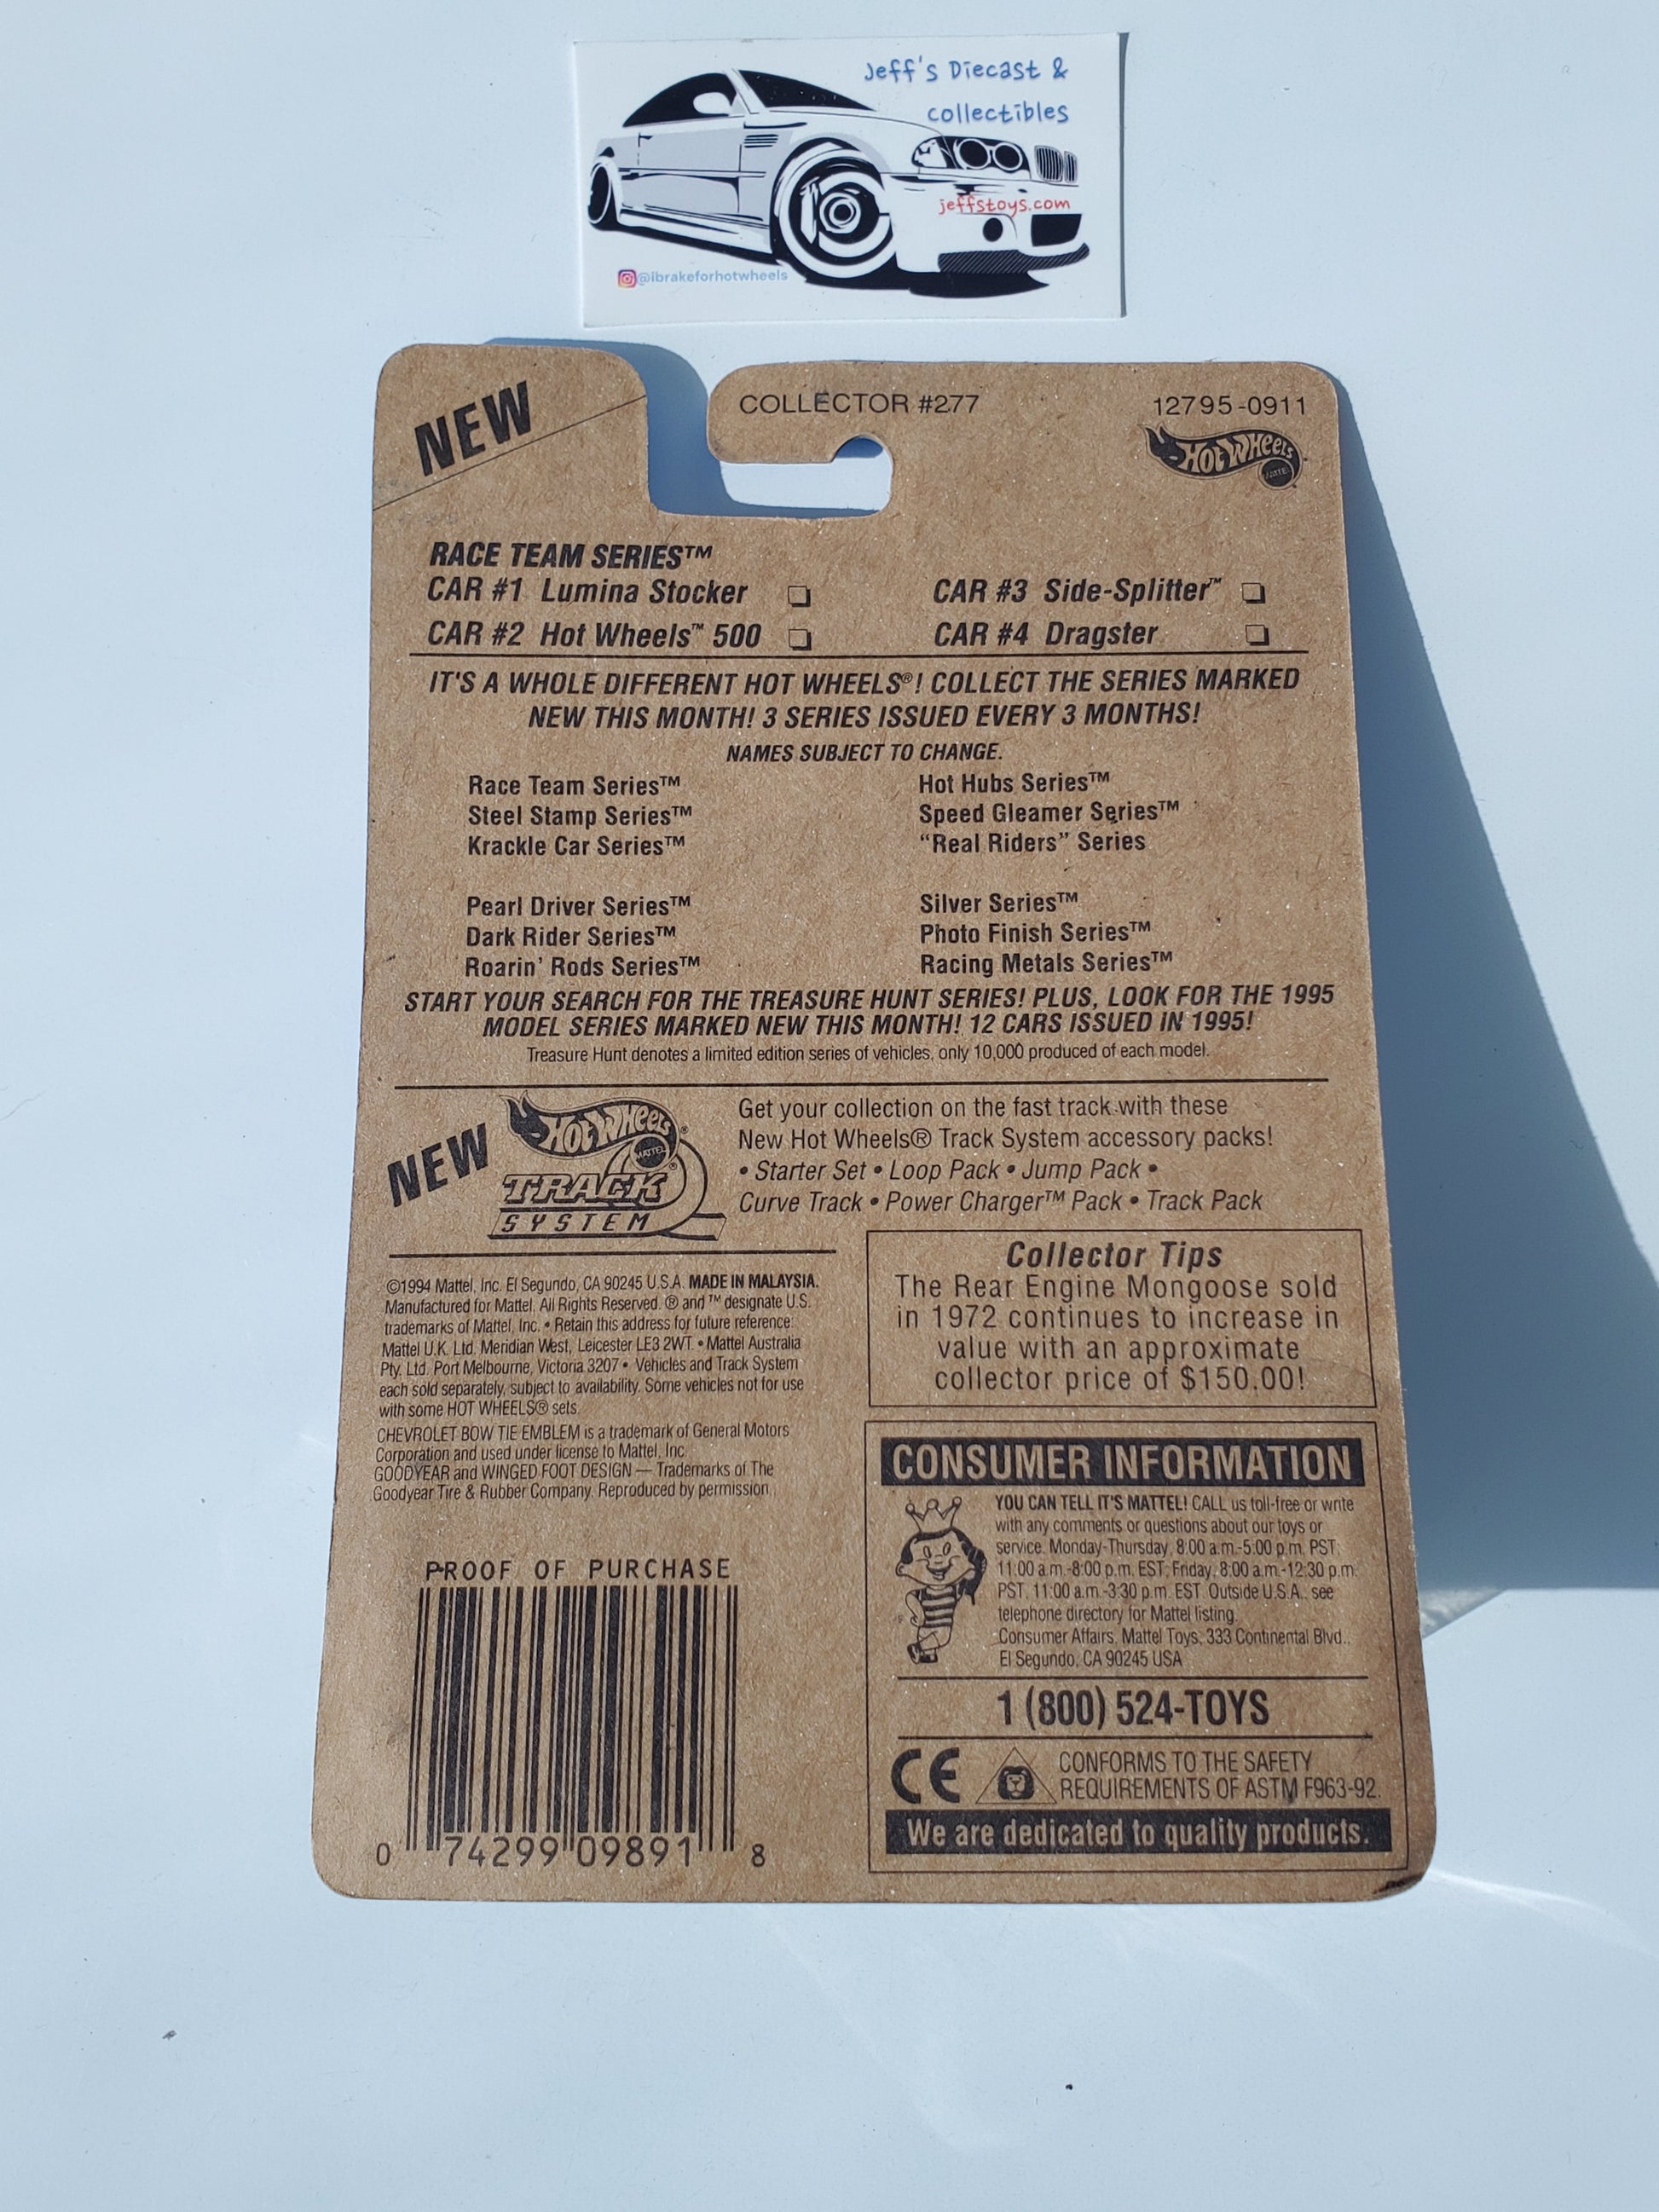 Jeff's Diecast &
collectibles
jeffstoys.com
@ibrakeforhotwheels
NEW
COLLECTOR #277
12795-0911
Hot Wheels
MATTEL
RACE TEAM SERIES™
CAR #1 Lumina Stocker ❏
CAR #3 Side-Splitter™ ❏
CAR #2 Hot Wheels™ 500 ❏
CAR #4 Dragster ❏
IT'S A WHOLE DIFFERENT HOT WHEELS®! COLLECT THE SERIES MARKED
NEW THIS MONTH! 3 SERIES ISSUED EVERY 3 MONTHS!
NAMES SUBJECT TO CHANGE.
Race Team Series™
Steel Stamp Series™
Krackle Car Series™
Hot Hubs Series™
Speed Gleamer Series™
“Real Riders” Series
Pearl Driver Series™
Dark Rider Series™
Roarin' Rods Series™
Silver Series™
Photo Finish Series™
Racing Metals Series™
START YOUR SEARCH FOR THE TREASURE HUNT SERIES! PLUS, LOOK FOR THE 1995
MODEL SERIES MARKED NEW THIS MONTH! 12 CARS ISSUED IN 1995!
Treasure Hunt denotes a limited edition series of vehicles, only 10,000 produced of each model.
NEW
Hot Wheels®
MATTEL
TRACK®
SYSTEM
Get your collection on the fast track with these
New Hot Wheels® Track System accessory packs!
• Starter Set • Loop Pack • Jump Pack •
Curve Track • Power Charger™ Pack • Track Pack
©1994 Mattel, Inc. El Segundo, CA 90245 U.S.A. MADE IN MALAYSIA.
Manufactured for Mattel. All Rights Reserved. ® and ™ designate U.S.
trademarks of Mattel, Inc. • Retain this address for future reference:
Mattel U.K. Ltd. Meridian West, Leicester LE3 2WT. • Mattel Australia
Pty. Ltd. Port Melbourne, Victoria 3207 • Vehicles and Track System
each sold separately, subject to availability. Some vehicles not for use
with some HOT WHEELS® sets.
CHEVROLET BOW TIE EMBLEM is a trademark of General Motors
Corporation and used under license to Mattel, Inc.
GOODYEAR and WINGED FOOT DESIGN — Trademarks of The
Goodyear Tire & Rubber Company. Reproduced by permission.
Collector Tips
The Rear Engine Mongoose sold
in 1972 continues to increase in
value with an approximate
collector price of $150.00!
CONSUMER INFORMATION
YOU CAN TELL IT'S MATTEL! CALL us toll-free or write
with any comments or questions about our toys or
service. Monday-Thursday, 8:00 a.m.-5:00 p.m. PST,
11:00 a.m.-8:00 p.m. EST; Friday, 8:00 a.m.-12:30 p.m.
PST, 11:00 a.m.-3:30 p.m. EST. Outside U.S.A., see
telephone directory for Mattel listing.
Consumer Affairs, Mattel Toys, 333 Continental Blvd.,
El Segundo, CA 90245 USA
1 (800) 524-TOYS
CE
CONFORMS TO THE SAFETY
REQUIREMENTS OF ASTM F963-92.
We are dedicated to quality products.
PROOF OF PURCHASE
0 74299 09891 8